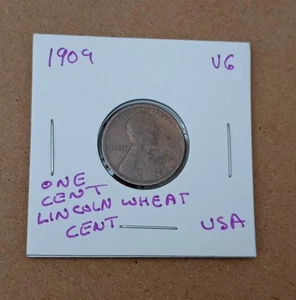 1909 VG
ONE
CENT
LINCOLN WHEAT
CENT USA